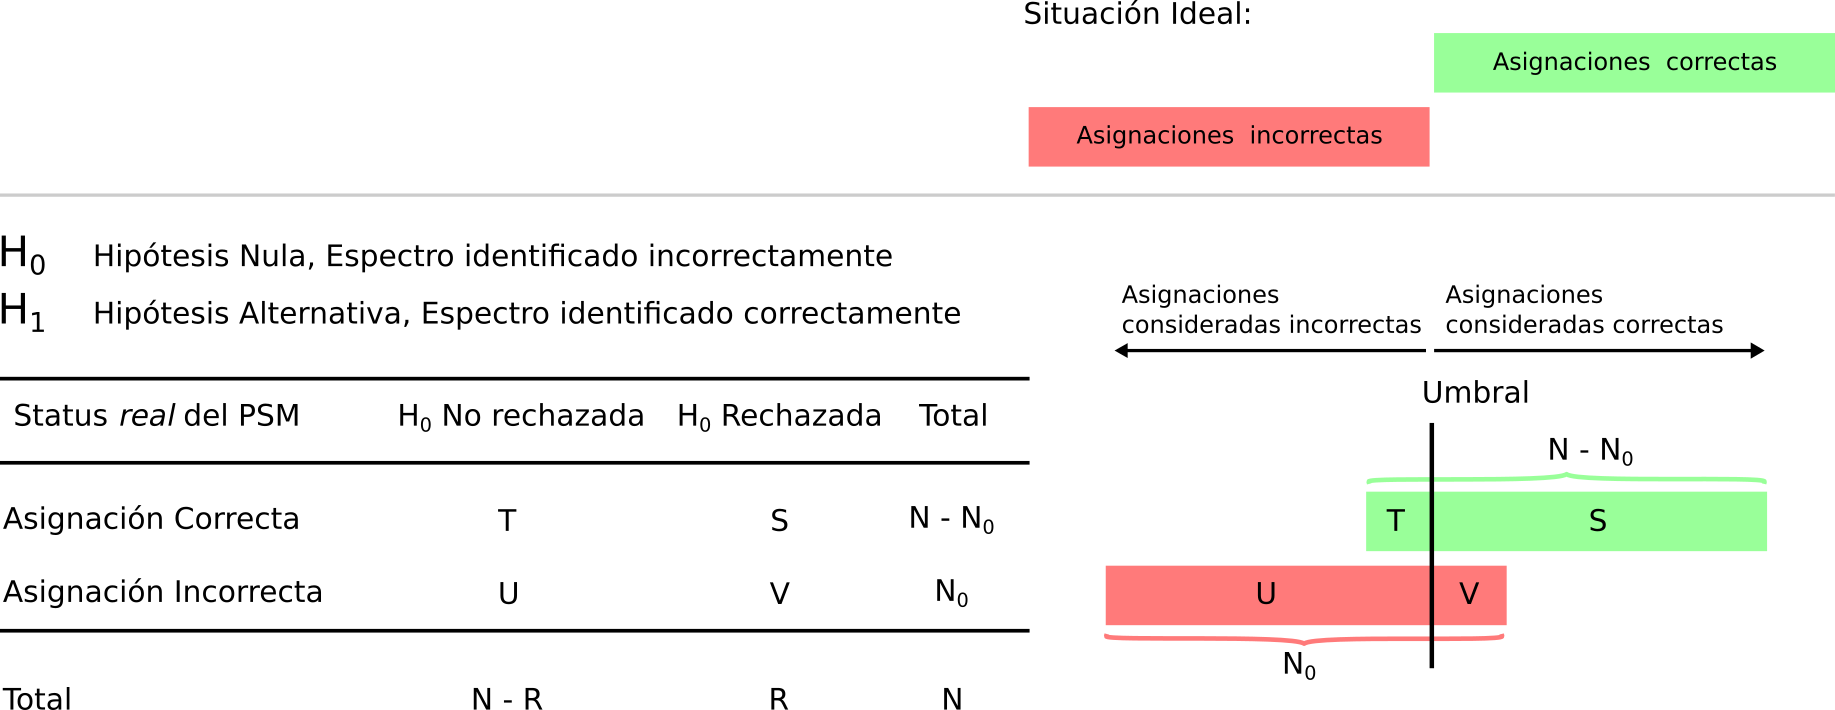 Situación Ideal:
Asignaciones correctas
Asignaciones incorrectas
H₀ Hipótesis Nula, Espectro identificado incorrectamente
H₁ Hipótesis Alternativa, Espectro identificado correctamente
Status real del PSM H₀ No rechazada H₀ Rechazada Total
Asignación Correcta T S N - N₀
Asignación Incorrecta U V N₀
Total N - R R N
Asignaciones
consideradas incorrectas
Asignaciones
consideradas correctas
Umbral
N - N₀
T S
U V
N₀